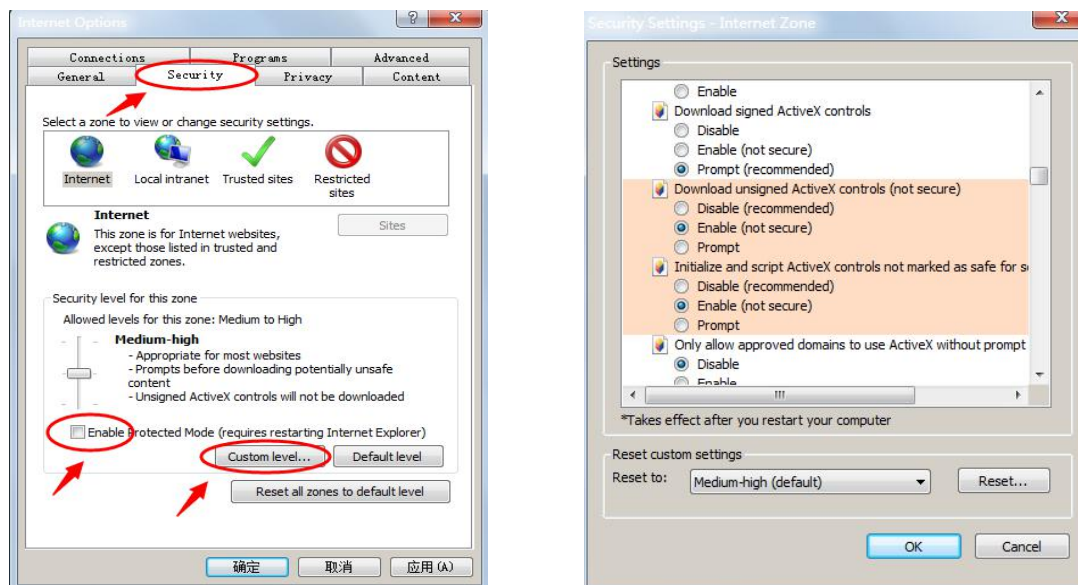 Internet Options
Connections Programs Advanced
General Security Privacy Content
Select a zone to view or change security settings.
Internet Local intranet Trusted sites Restricted
sites
Internet
This zone is for Internet websites,
except those listed in trusted and
restricted zones.
Sites
Security level for this zone
Allowed levels for this zone: Medium to High
Medium-high
- Appropriate for most websites
- Prompts before downloading potentially unsafe
content
- Unsigned ActiveX controls will not be
downloaded
Enable Protected Mode (requires restarting Internet Explorer)
Custom level... Default level
Reset all zones to default level
确定 取消 应用(A)
Security Settings - Internet Zone
Settings
Enable
Download signed ActiveX controls
Disable
Enable (not secure)
Prompt (recommended)
Download unsigned ActiveX controls (not secure)
Disable (recommended)
Enable (not secure)
Prompt
Initialize and script ActiveX controls not marked as safe for s
Disable (recommended)
Enable (not secure)
Prompt
Only allow approved domains to use ActiveX without prompt
Disable
Enable
*Takes effect after you restart your computer
Reset custom settings
Reset to: Medium-high (default) Reset...
OK Cancel